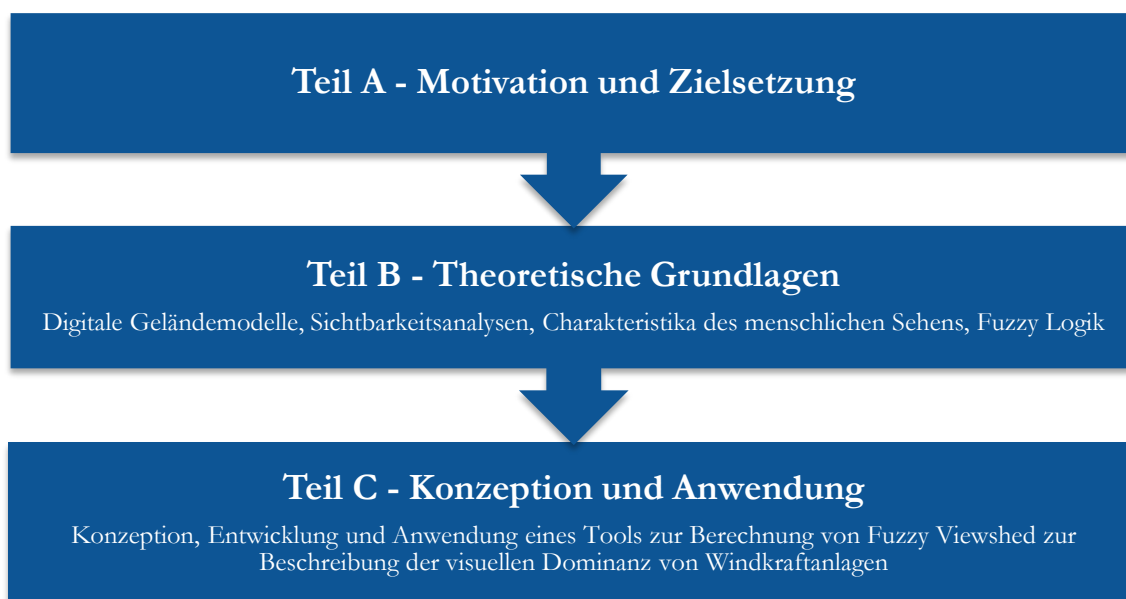 Teil A - Motivation und Zielsetzung
Teil B - Theoretische Grundlagen
Digitale Geländemodelle, Sichtbarkeitsanalysen, Charakteristika des menschlichen Sehens, Fuzzy Logik
Teil C - Konzeption und Anwendung
Konzeption, Entwicklung und Anwendung eines Tools zur Berechnung von Fuzzy Viewshed zur
Beschreibung der visuellen Dominanz von Windkraftanlagen